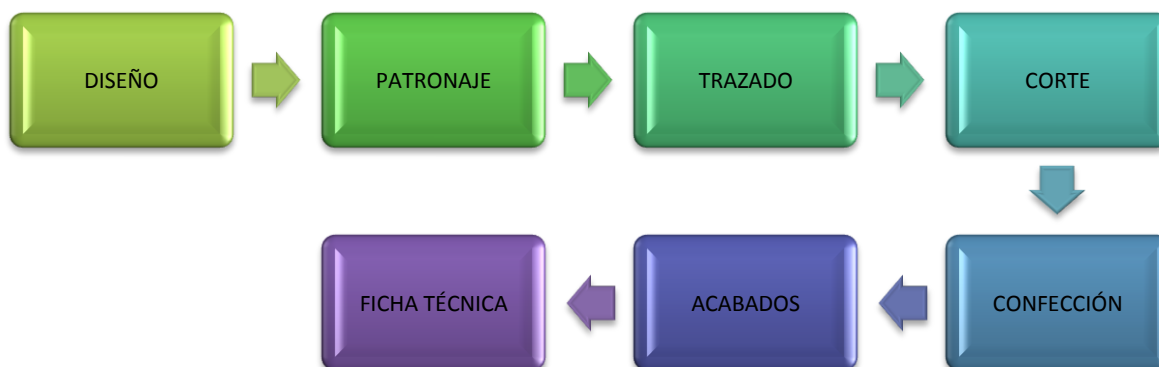 DISEÑO
PATRONAJE
TRAZADO
CORTE
CONFECCIÓN
ACABADOS
FICHA TÉCNICA